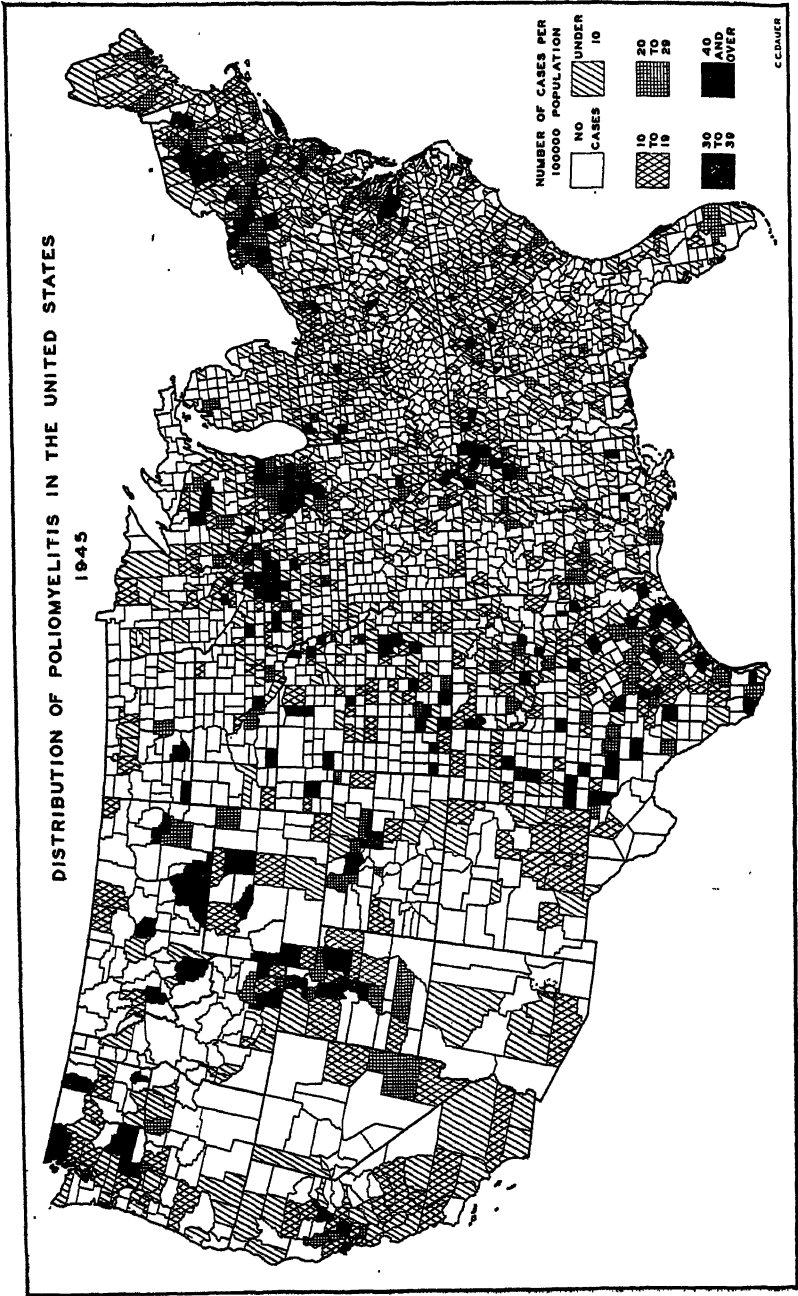 DISTRIBUTION OF POLIOMYELITIS IN THE UNITED STATES
1945
NUMBER OF CASES PER
100000 POPULATION
NO
CASES
UNDER
10
10
TO
19
20
TO
29
30
TO
39
40
AND
OVER
C C.DAUER